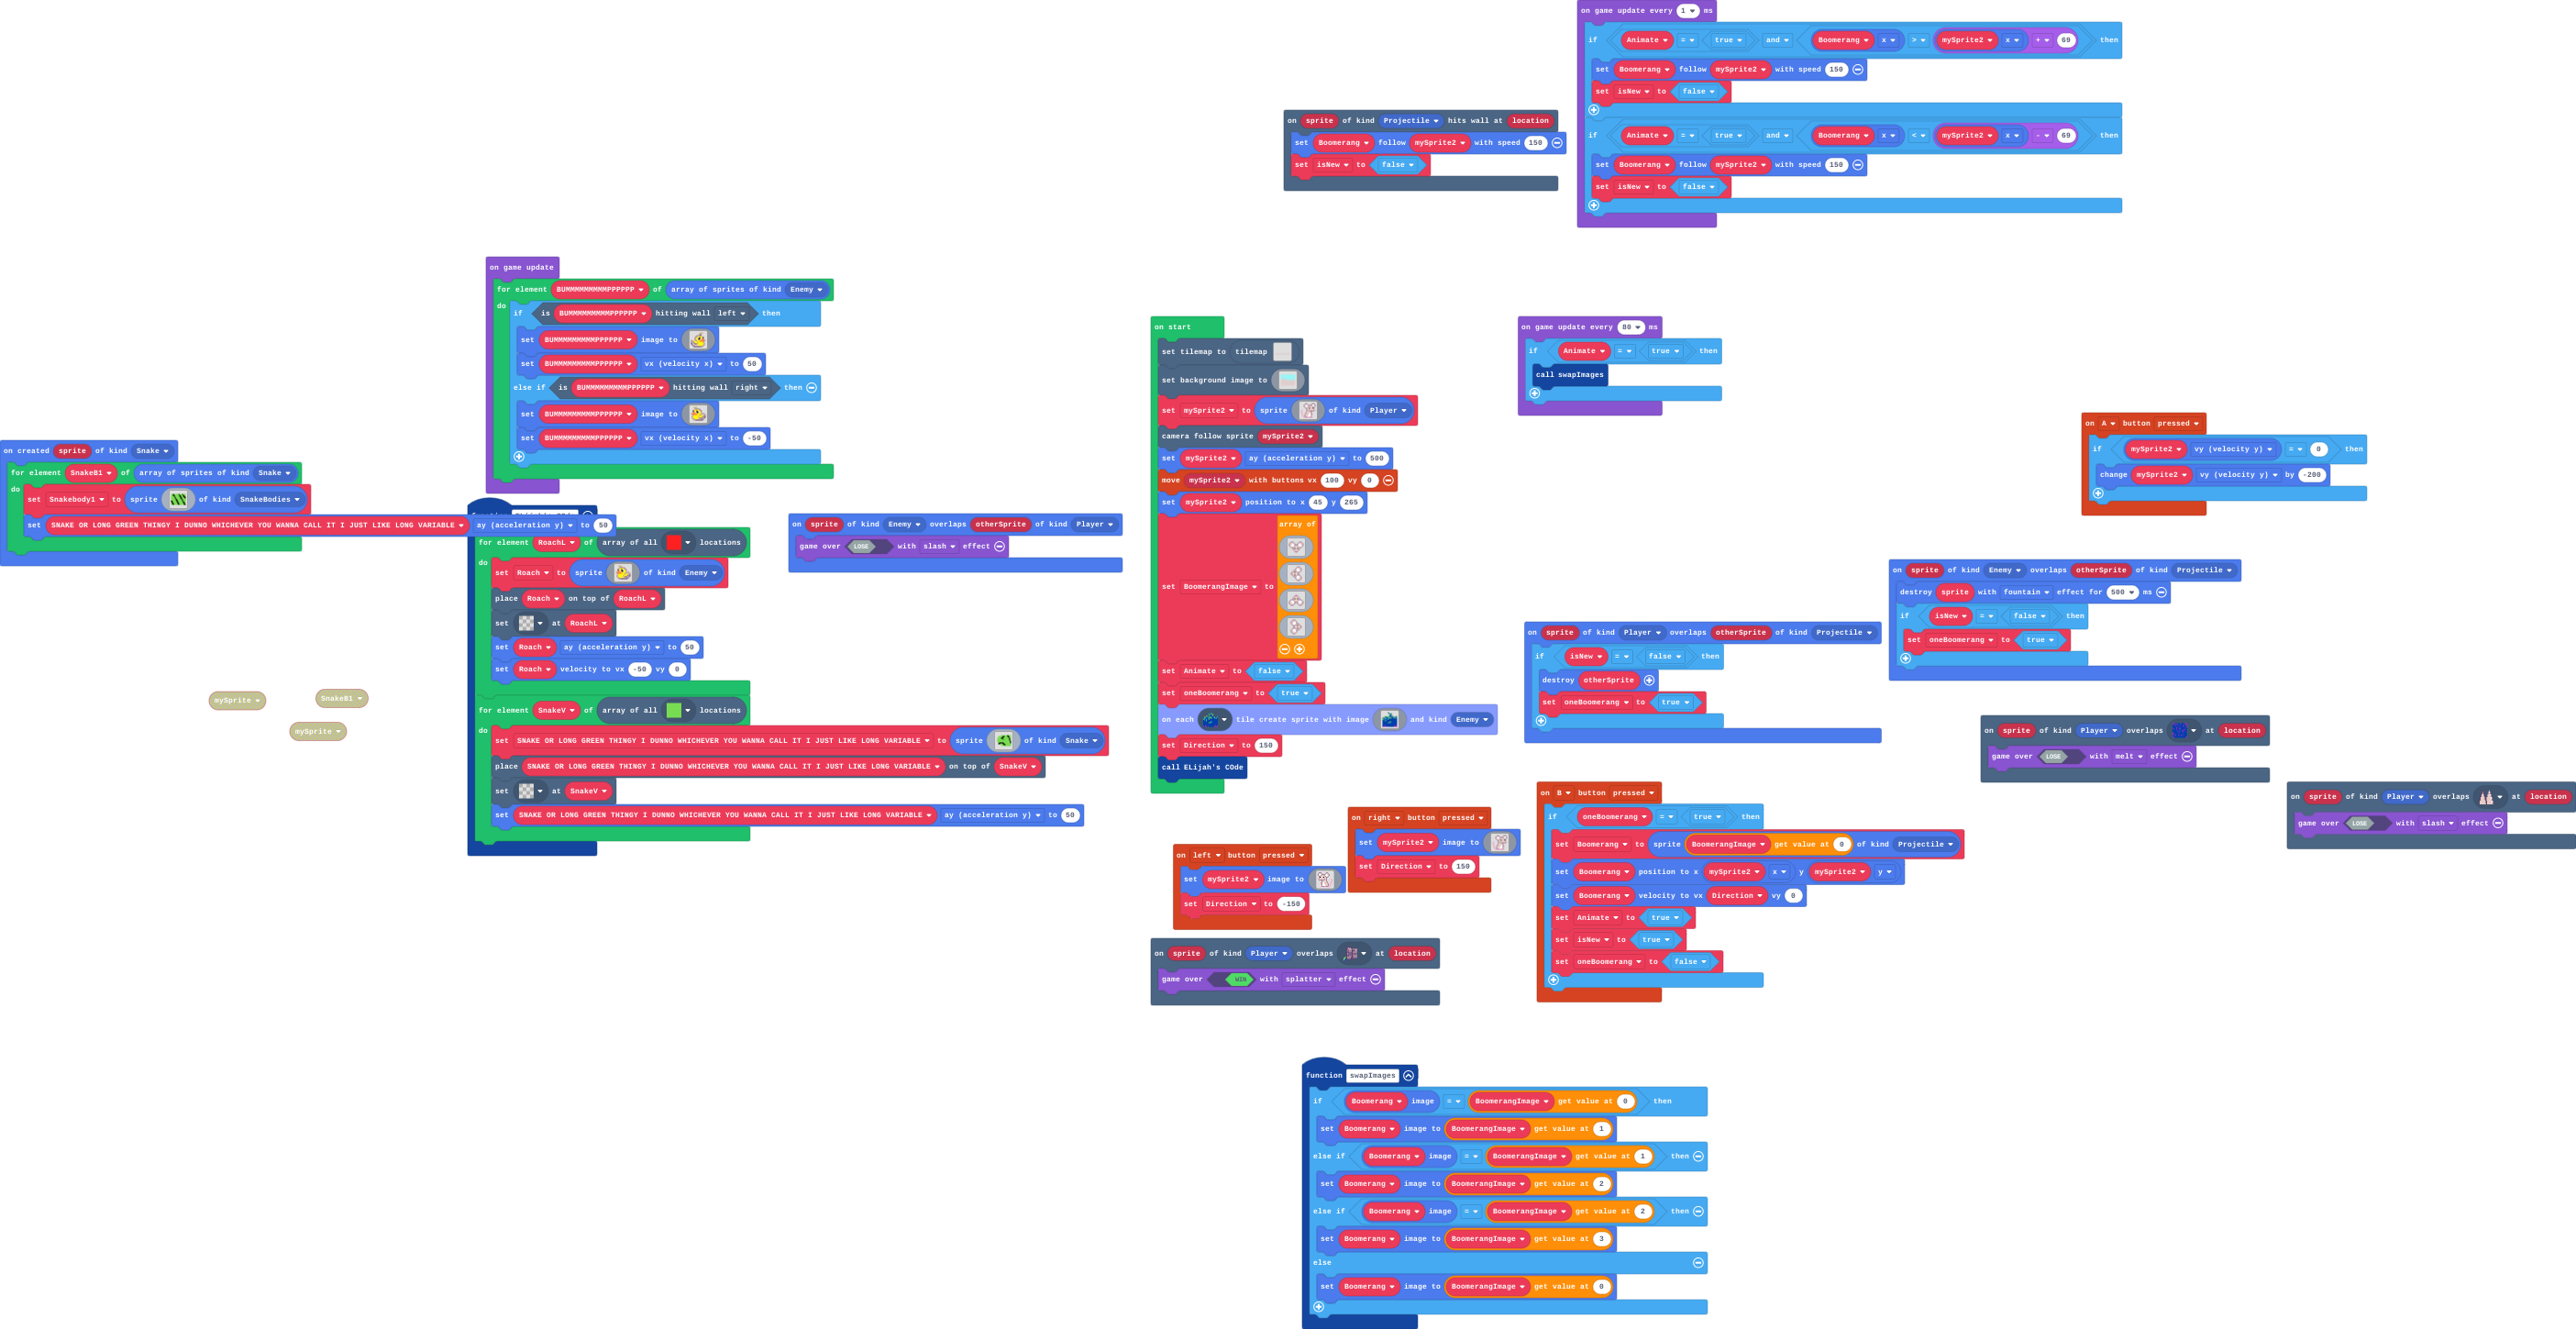 on game update every 1 ms
if Animate = true and Boomerang x > mySprite2 x + 69 then
set Boomerang follow mySprite2 with speed 150
set isNew to false
if Animate = true and Boomerang x < mySprite2 x - 69 then
set Boomerang follow mySprite2 with speed 150
set isNew to false
on sprite of kind Projectile hits wall at location
set Boomerang follow mySprite2 with speed 150
set isNew to false
on game update
for element BUMMMMMMMMMPPPPPP of array of sprites of kind Enemy
do
if is BUMMMMMMMMMPPPPPP hitting wall left then
set BUMMMMMMMMMPPPPPP image to
set BUMMMMMMMMMPPPPPP vx (velocity x) to 50
else if is BUMMMMMMMMMPPPPPP hitting wall right then
set BUMMMMMMMMMPPPPPP image to
set BUMMMMMMMMMPPPPPP vx (velocity x) to -50
on created sprite of kind Snake
for element SnakeB1 of array of sprites of kind Snake
do
set Snakebody1 to sprite of kind SnakeBodies
set SNAKE OR LONG GREEN THINGY I DUNNO WHICHEVER YOU WANNA CALL IT I JUST LIKE LONG VARIABLE ay (acceleration y) to 50
for element RoachL of array of all locations
do
set Roach to sprite of kind Enemy
place Roach on top of RoachL
set at RoachL
set Roach ay (acceleration y) to 50
set Roach velocity to vx -50 vy 0
for element SnakeV of array of all locations
do
set SNAKE OR LONG GREEN THINGY I DUNNO WHICHEVER YOU WANNA CALL IT I JUST LIKE LONG VARIABLE to sprite of kind Snake
place SNAKE OR LONG GREEN THINGY I DUNNO WHICHEVER YOU WANNA CALL IT I JUST LIKE LONG VARIABLE on top of SnakeV
set at SnakeV
set SNAKE OR LONG GREEN THINGY I DUNNO WHICHEVER YOU WANNA CALL IT I JUST LIKE LONG VARIABLE ay (acceleration y) to 50
mySprite
SnakeB1
mySprite
on sprite of kind Enemy overlaps otherSprite of kind Player
game over LOSE with slash effect
on start
set tilemap to tilemap
set background image to
set mySprite2 to sprite of kind Player
camera follow sprite mySprite2
set mySprite2 ay (acceleration y) to 500
move mySprite2 with buttons vx 100 vy 0
set mySprite2 position to x 45 y 265
set BoomerangImage to array of
set Animate to false
set oneBoomerang to true
on each tile create sprite with image and kind Enemy
set Direction to 150
call ELijah's COde
on game update every 80 ms
if Animate = true then
call swapImages
on A button pressed
if mySprite2 vy (velocity y) = 0 then
change mySprite2 vy (velocity y) by -200
on sprite of kind Enemy overlaps otherSprite of kind Projectile
destroy sprite with fountain effect for 500 ms
if isNew = false then
set oneBoomerang to true
on sprite of kind Player overlaps otherSprite of kind Projectile
if isNew = false then
destroy otherSprite
set oneBoomerang to true
on sprite of kind Player overlaps at location
game over LOSE with melt effect
on sprite of kind Player overlaps at location
game over LOSE with slash effect
on right button pressed
set mySprite2 image to
set Direction to 150
on left button pressed
set mySprite2 image to
set Direction to -150
on B button pressed
if oneBoomerang = true then
set Boomerang to sprite BoomerangImage get value at 0 of kind Projectile
set Boomerang position to x mySprite2 x y mySprite2 y
set Boomerang velocity to vx Direction vy 0
set Animate to true
set isNew to true
set oneBoomerang to false
on sprite of kind Player overlaps at location
game over WIN with splatter effect
function swapImages
if Boomerang image = BoomerangImage get value at 0 then
set Boomerang image to BoomerangImage get value at 1
else if Boomerang image = BoomerangImage get value at 1 then
set Boomerang image to BoomerangImage get value at 2
else if Boomerang image = BoomerangImage get value at 2 then
set Boomerang image to BoomerangImage get value at 3
else
set Boomerang image to BoomerangImage get value at 0